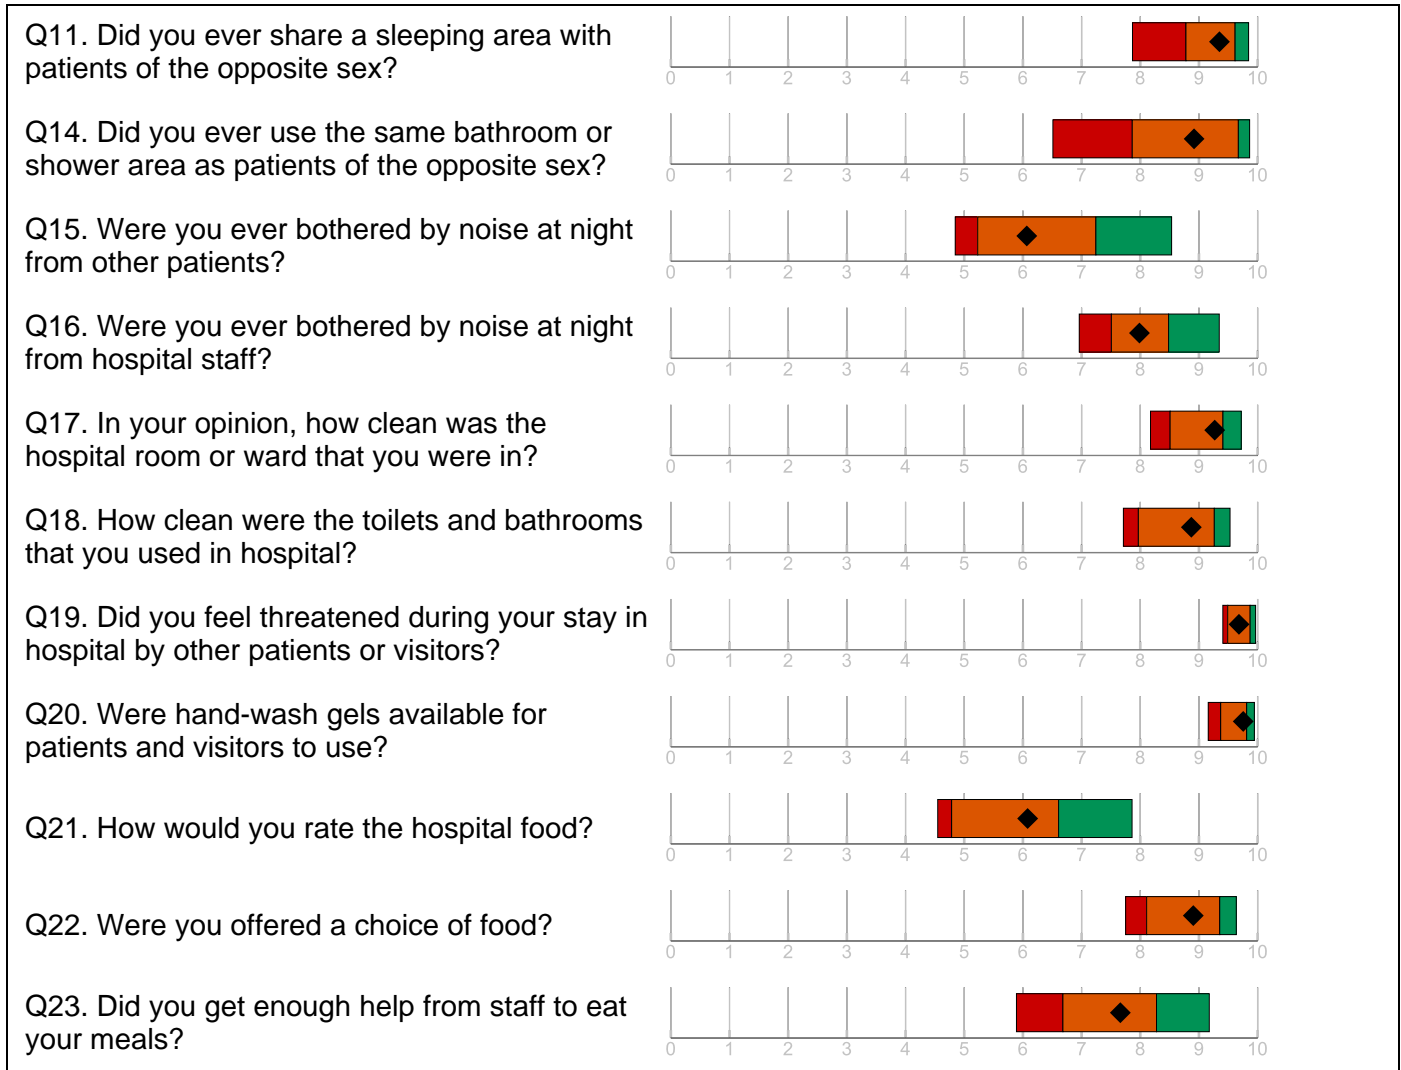 Q11. Did you ever share a sleeping area with
patients of the opposite sex?
0 1 2 3 4 5 6 7 8 9 10
Q14. Did you ever use the same bathroom or
shower area as patients of the opposite sex?
0 1 2 3 4 5 6 7 8 9 10
Q15. Were you ever bothered by noise at night
from other patients?
0 1 2 3 4 5 6 7 8 9 10
Q16. Were you ever bothered by noise at night
from hospital staff?
0 1 2 3 4 5 6 7 8 9 10
Q17. In your opinion, how clean was the
hospital room or ward that you were in?
0 1 2 3 4 5 6 7 8 9 10
Q18. How clean were the toilets and bathrooms
that you used in hospital?
0 1 2 3 4 5 6 7 8 9 10
Q19. Did you feel threatened during your stay in
hospital by other patients or visitors?
0 1 2 3 4 5 6 7 8 9 10
Q20. Were hand-wash gels available for
patients and visitors to use?
0 1 2 3 4 5 6 7 8 9 10
Q21. How would you rate the hospital food?
0 1 2 3 4 5 6 7 8 9 10
Q22. Were you offered a choice of food?
0 1 2 3 4 5 6 7 8 9 10
Q23. Did you get enough help from staff to eat
your meals?
0 1 2 3 4 5 6 7 8 9 10